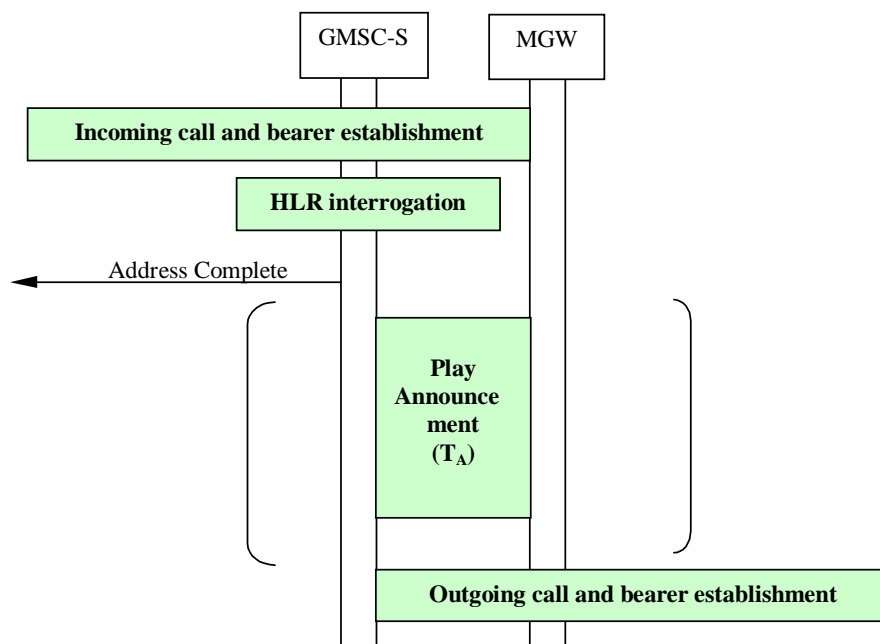 GMSC-S
MGW
Incoming call and bearer establishment
HLR interrogation
Address Complete
Play
Announce
ment
(TA)
Outgoing call and bearer establishment